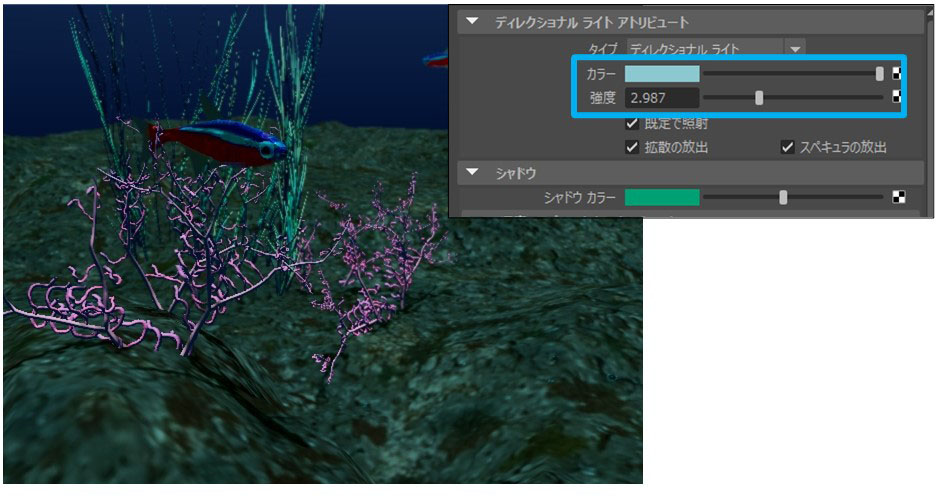 ディレクショナル ライト アトリビュート
タイプ ディレクショナル ライト
カラー
強度 2.987
既定で照射
拡散の放出 スペキュラの放出
シャドウ
シャドウ カラー